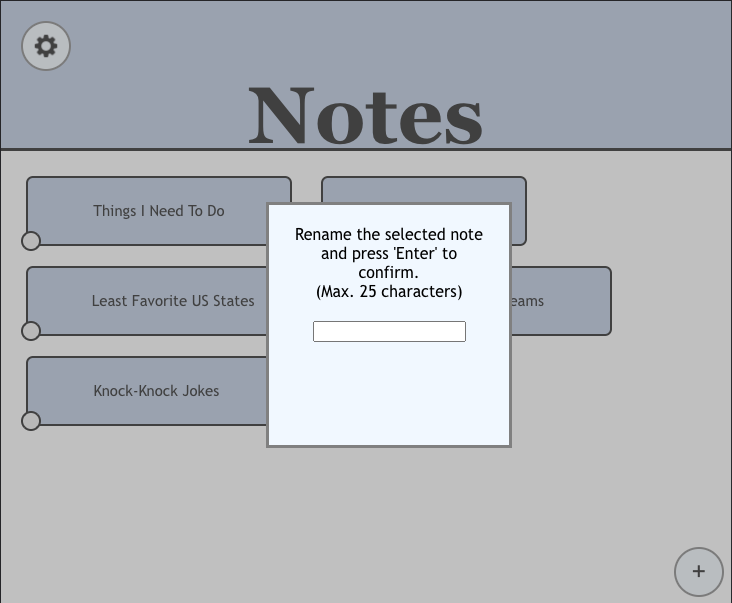 Notes
Things I Need To Do
Least Favorite US States
Knock-Knock Jokes
Rename the selected note
and press 'Enter' to
confirm.
(Max. 25 characters)
+